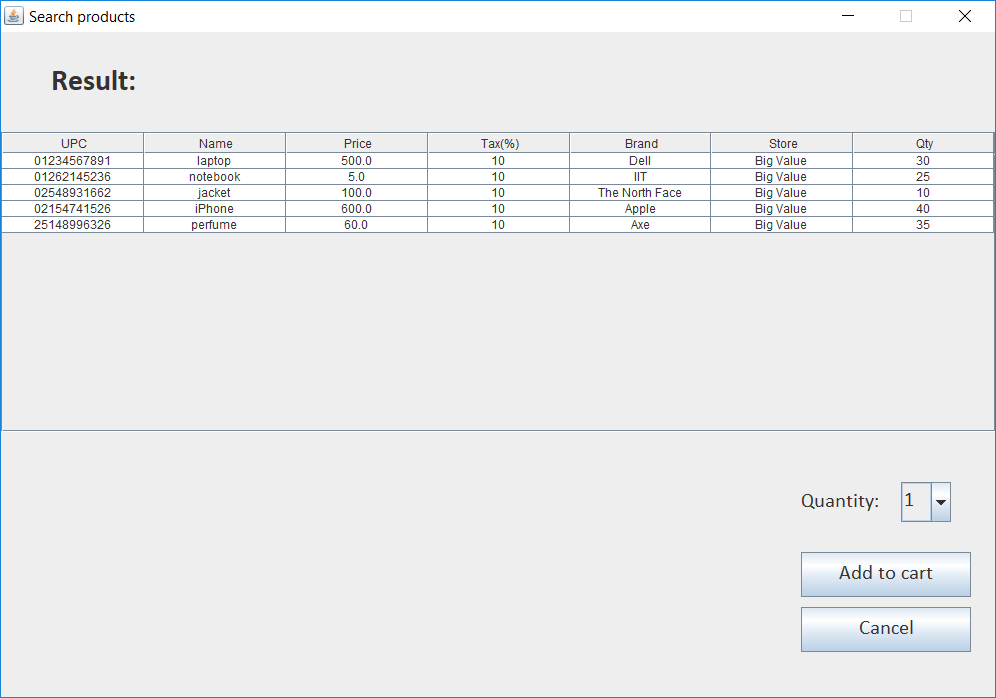 Search products
Result:
UPC Name Price Tax(%) Brand Store Qty
01234567891 laptop 500.0 10 Dell Big Value 30
01262145236 notebook 5.0 10 IIT Big Value 25
02548931662 jacket 100.0 10 The North Face Big Value 10
02154741526 iPhone 600.0 10 Apple Big Value 40
25148996326 perfume 60.0 10 Axe Big Value 35
Quantity: 1
Add to cart
Cancel